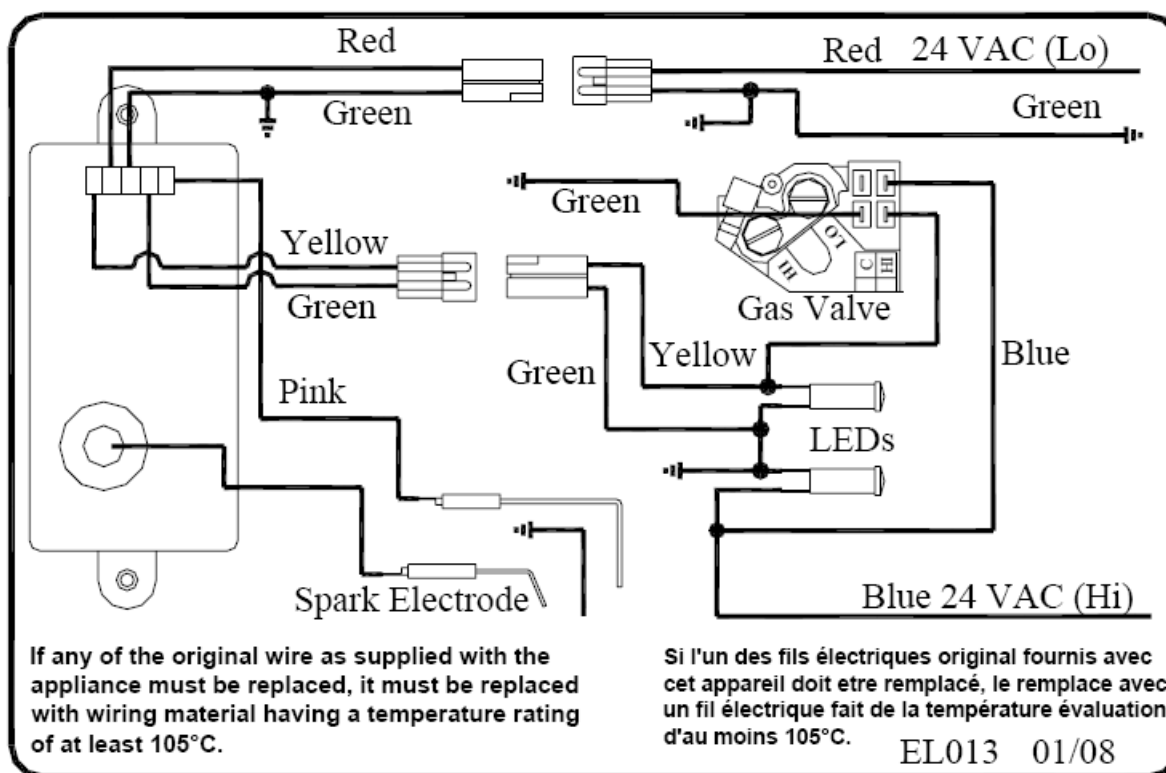 Red
Red 24 VAC (Lo)
Green
Green
Green
Yellow
Green
LO
HI
C
HI
Gas Valve
Yellow
Green
Blue
Pink
LEDs
Spark Electrode
Blue 24 VAC (Hi)
If any of the original wire as supplied with the
appliance must be replaced, it must be replaced
with wiring material having a temperature rating
of at least 105°C.
Si l'un des fils électriques original fournis avec
cet appareil doit etre remplacé, le remplace avec
un fil électrique fait de la température évaluation
d'au moins 105°C.
EL013 01/08